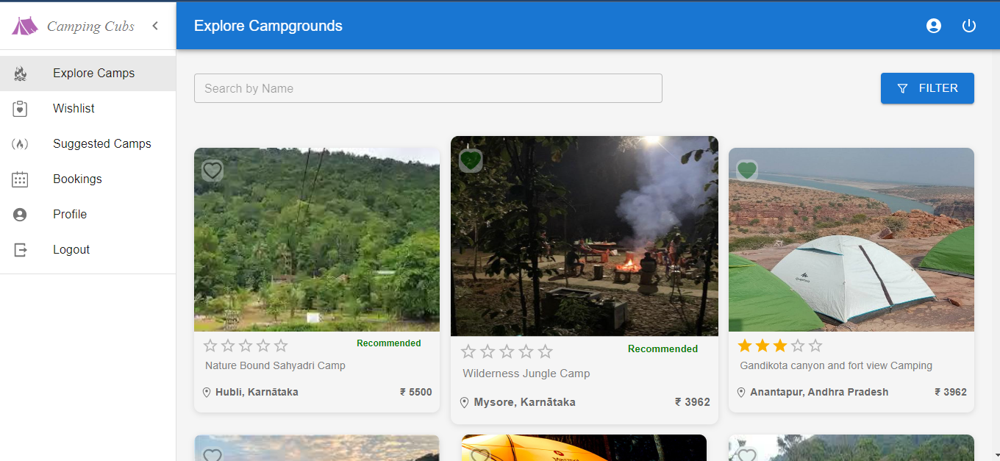 Camping Cubs
Explore Campgrounds
Explore Camps
Wishlist
Suggested Camps
Bookings
Profile
Logout
Search by Name
FILTER
Recommended
Nature Bound Sahyadri Camp
Hubli, Karnātaka
₹ 5500
Recommended
Wilderness Jungle Camp
Mysore, Karnātaka
₹ 3962
Gandikota canyon and fort view Camping
Anantapur, Andhra Pradesh
₹ 3962